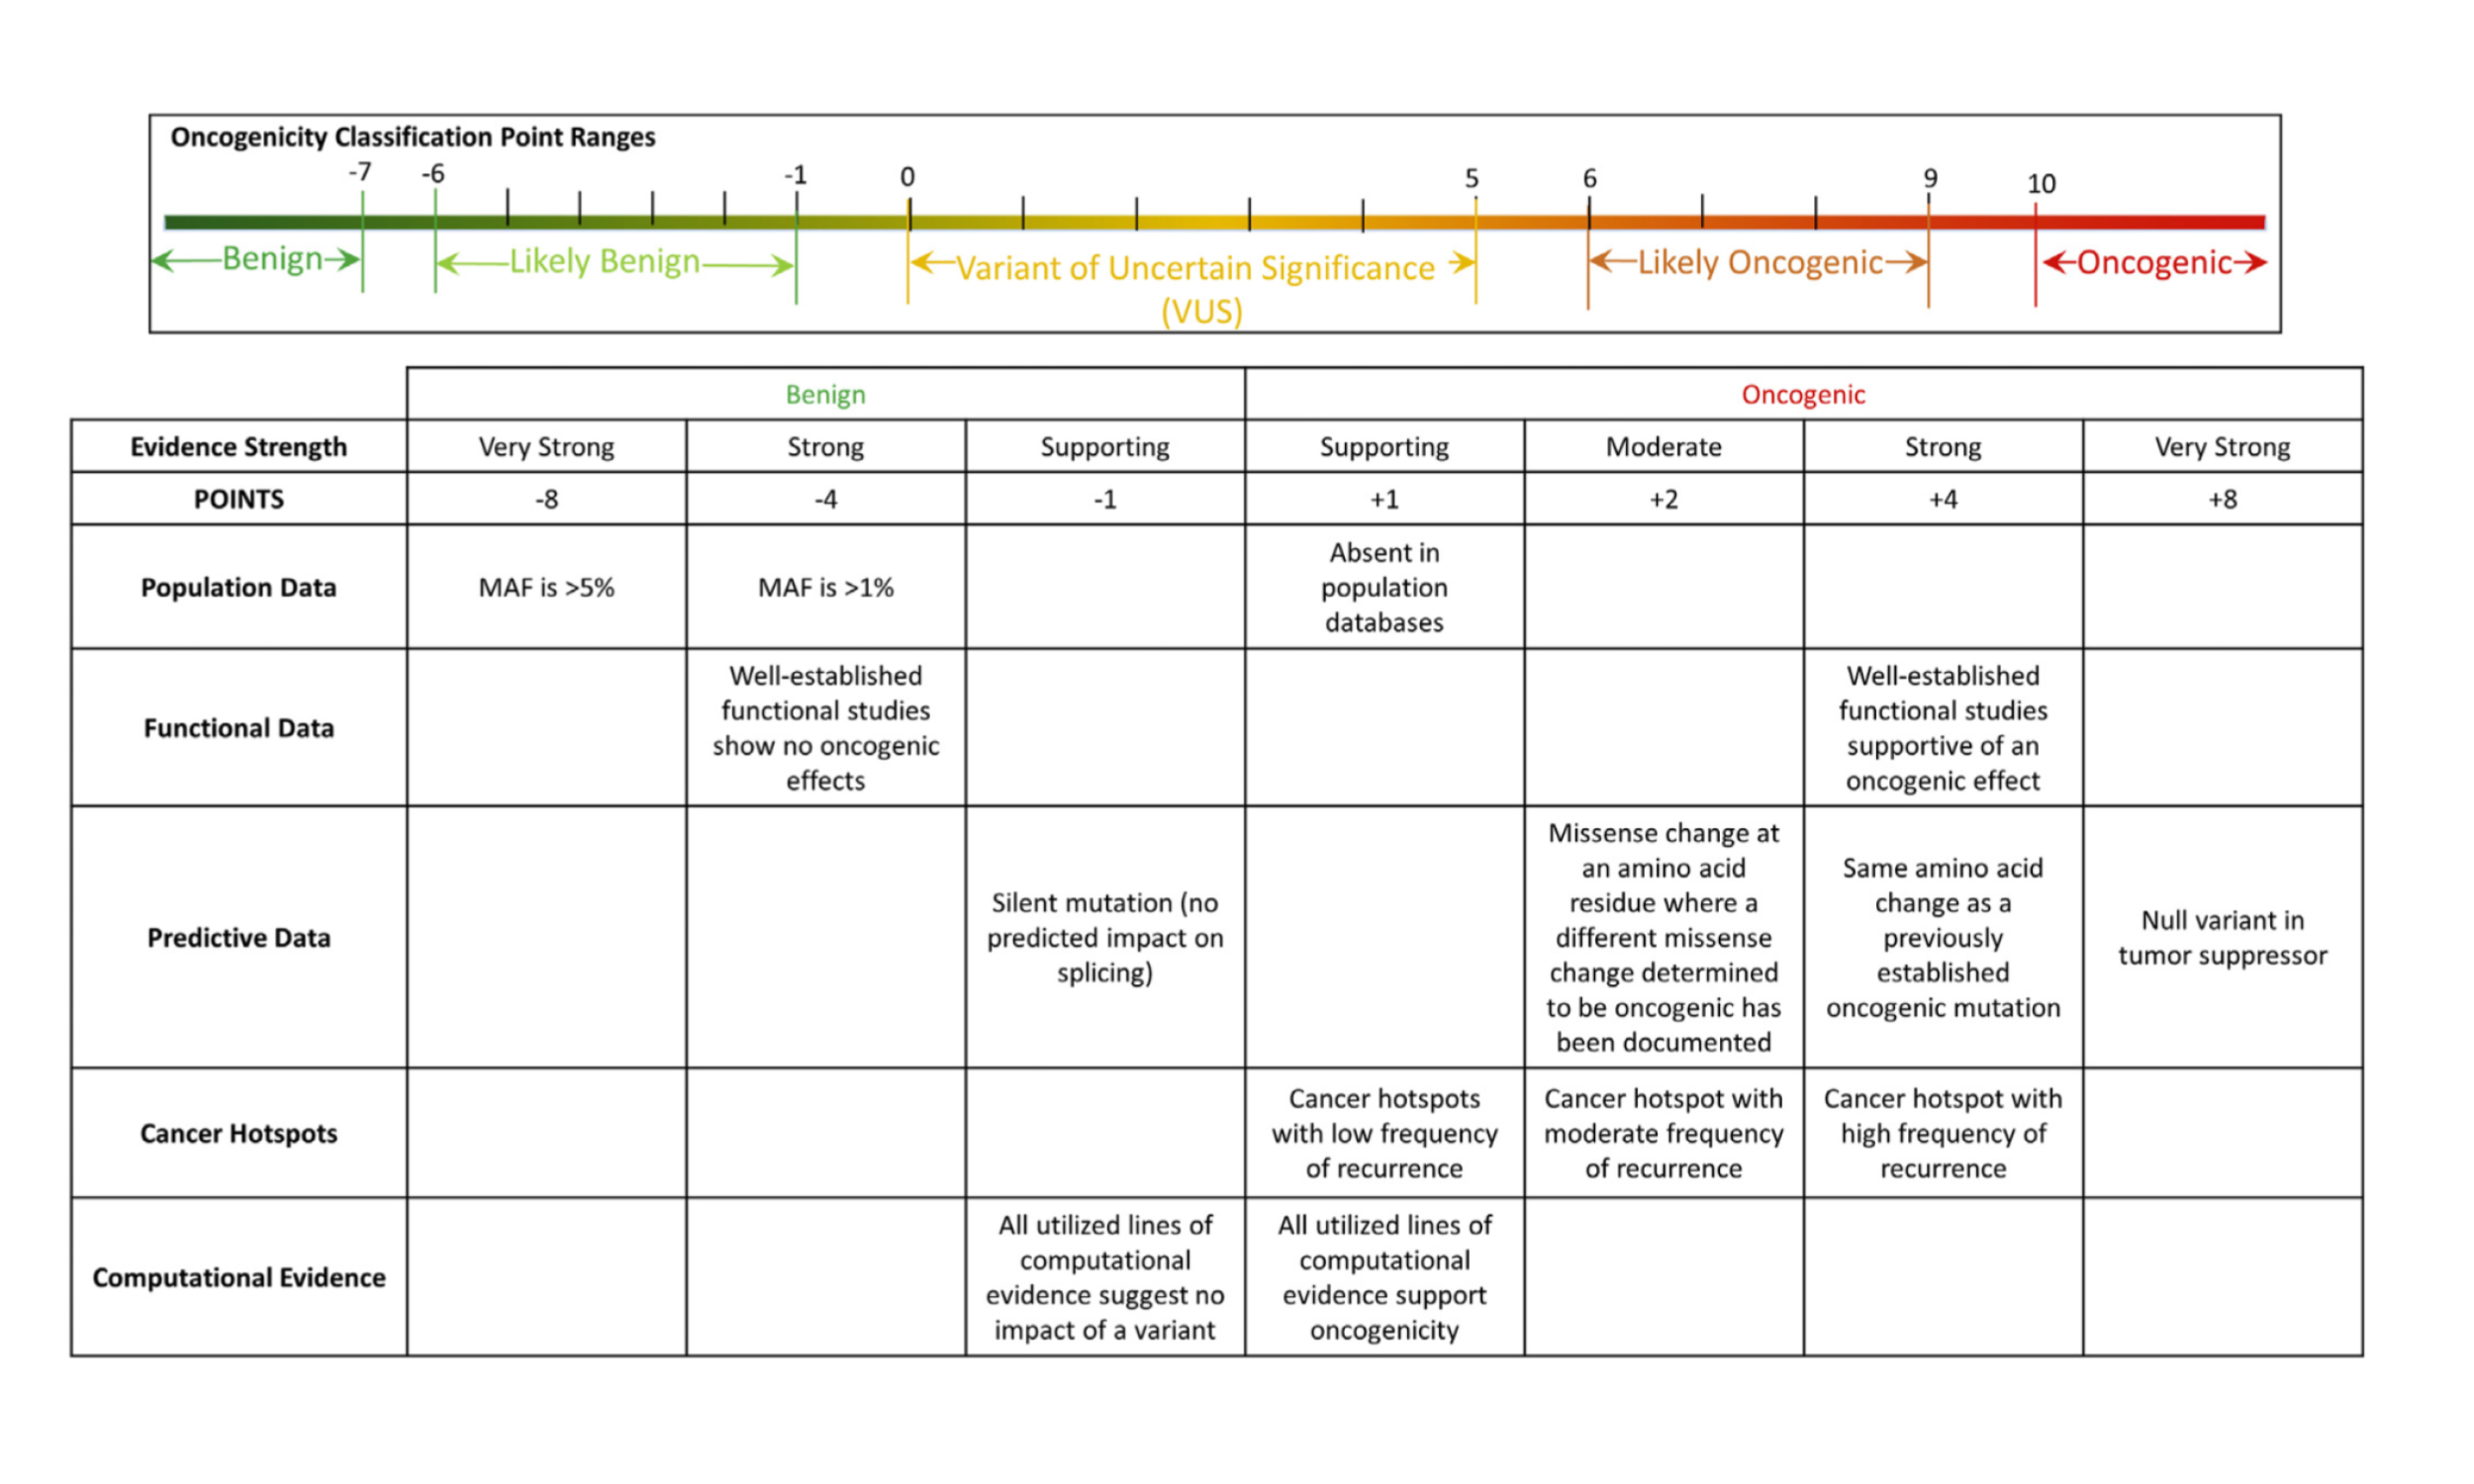 Oncogenicity Classification Point Ranges
-7 -6 -1 0 5 6 9 10
Benign
Likely Benign
Variant of Uncertain Significance
(VUS)
Likely Oncogenic
Oncogenic
Benign Oncogenic
Evidence Strength Very Strong Strong Supporting Supporting Moderate Strong Very Strong
POINTS -8 -4 -1 +1 +2 +4 +8
Population Data
MAF is >5%
MAF is >1%
Absent in
population
databases
Functional Data
Well-established
functional studies
show no oncogenic
effects
Well-established
functional studies
supportive of an
oncogenic effect
Predictive Data
Silent mutation (no
predicted impact on
splicing)
Missense change at
an amino acid
residue where a
different missense
change determined
to be oncogenic has
been documented
Same amino acid
change as a
previously
established
oncogenic mutation
Null variant in
tumor suppressor
Cancer Hotspots
Cancer hotspots
with low frequency
of recurrence
Cancer hotspot with
moderate frequency
of recurrence
Cancer hotspot with
high frequency of
recurrence
Computational Evidence
All utilized lines of
computational
evidence suggest no
impact of a variant
All utilized lines of
computational
evidence support
oncogenicity